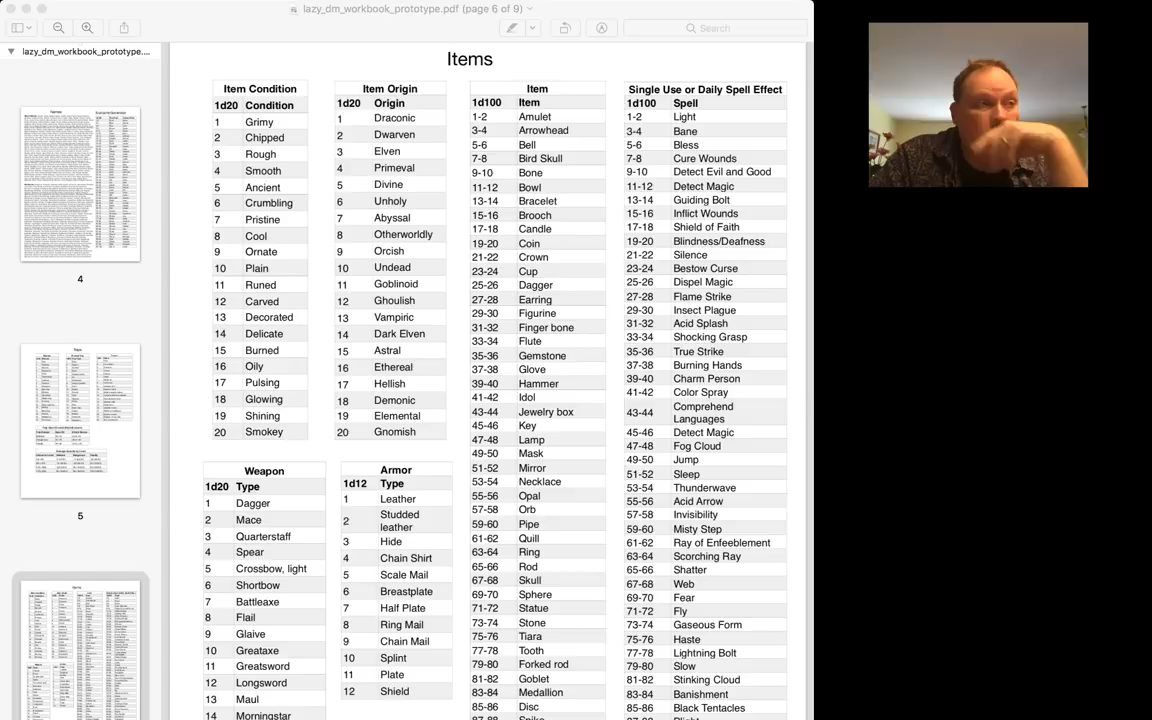 lazy_dm_workbook_prototype.pdf (page 6 of 9)
Search
lazy_dm_workbook_prototype....
4
5
Items
Item Condition
1d20 Condition
1 Grimy
2 Chipped
3 Rough
4 Smooth
5 Ancient
6 Crumbling
7 Pristine
8 Cool
9 Ornate
10 Plain
11 Runed
12 Carved
13 Decorated
14 Delicate
15 Burned
16 Oily
17 Pulsing
18 Glowing
19 Shining
20 Smokey
Item Origin
1d20 Origin
1 Draconic
2 Dwarven
3 Elven
4 Primeval
5 Divine
6 Unholy
7 Abyssal
8 Otherworldly
9 Orcish
10 Undead
11 Goblinoid
12 Ghoulish
13 Vampiric
14 Dark Elven
15 Astral
16 Ethereal
17 Hellish
18 Demonic
19 Elemental
20 Gnomish
Weapon
1d20 Type
1 Dagger
2 Mace
3 Quarterstaff
4 Spear
5 Crossbow, light
6 Shortbow
7 Battleaxe
8 Flail
9 Glaive
10 Greataxe
11 Greatsword
12 Longsword
13 Maul
14 Morningstar
Armor
1d12 Type
1 Leather
2 Studded
leather
3 Hide
4 Chain Shirt
5 Scale Mail
6 Breastplate
7 Half Plate
8 Ring Mail
9 Chain Mail
10 Splint
11 Plate
12 Shield
Item
1d100 Item
1-2 Amulet
3-4 Arrowhead
5-6 Bell
7-8 Bird Skull
9-10 Bone
11-12 Bowl
13-14 Bracelet
15-16 Brooch
17-18 Candle
19-20 Coin
21-22 Crown
23-24 Cup
25-26 Dagger
27-28 Earring
29-30 Figurine
31-32 Finger bone
33-34 Flute
35-36 Gemstone
37-38 Glove
39-40 Hammer
41-42 Idol
43-44 Jewelry box
45-46 Key
47-48 Lamp
49-50 Mask
51-52 Mirror
53-54 Necklace
55-56 Opal
57-58 Orb
59-60 Pipe
61-62 Quill
63-64 Ring
65-66 Rod
67-68 Skull
69-70 Sphere
71-72 Statue
73-74 Stone
75-76 Tiara
77-78 Tooth
79-80 Forked rod
81-82 Goblet
83-84 Medallion
85-86 Disc
87-88 Spike
Single Use or Daily Spell Effect
1d100 Spell
1-2 Light
3-4 Bane
5-6 Bless
7-8 Cure Wounds
9-10 Detect Evil and Good
11-12 Detect Magic
13-14 Guiding Bolt
15-16 Inflict Wounds
17-18 Shield of Faith
19-20 Blindness/Deafness
21-22 Silence
23-24 Bestow Curse
25-26 Dispel Magic
27-28 Flame Strike
29-30 Insect Plague
31-32 Acid Splash
33-34 Shocking Grasp
35-36 True Strike
37-38 Burning Hands
39-40 Charm Person
41-42 Color Spray
43-44 Comprehend
Languages
45-46 Detect Magic
47-48 Fog Cloud
49-50 Jump
51-52 Sleep
53-54 Thunderwave
55-56 Acid Arrow
57-58 Invisibility
59-60 Misty Step
61-62 Ray of Enfeeblement
63-64 Scorching Ray
65-66 Shatter
67-68 Web
69-70 Fear
71-72 Fly
73-74 Gaseous Form
75-76 Haste
77-78 Lightning Bolt
79-80 Slow
81-82 Stinking Cloud
83-84 Banishment
85-86 Black Tentacles